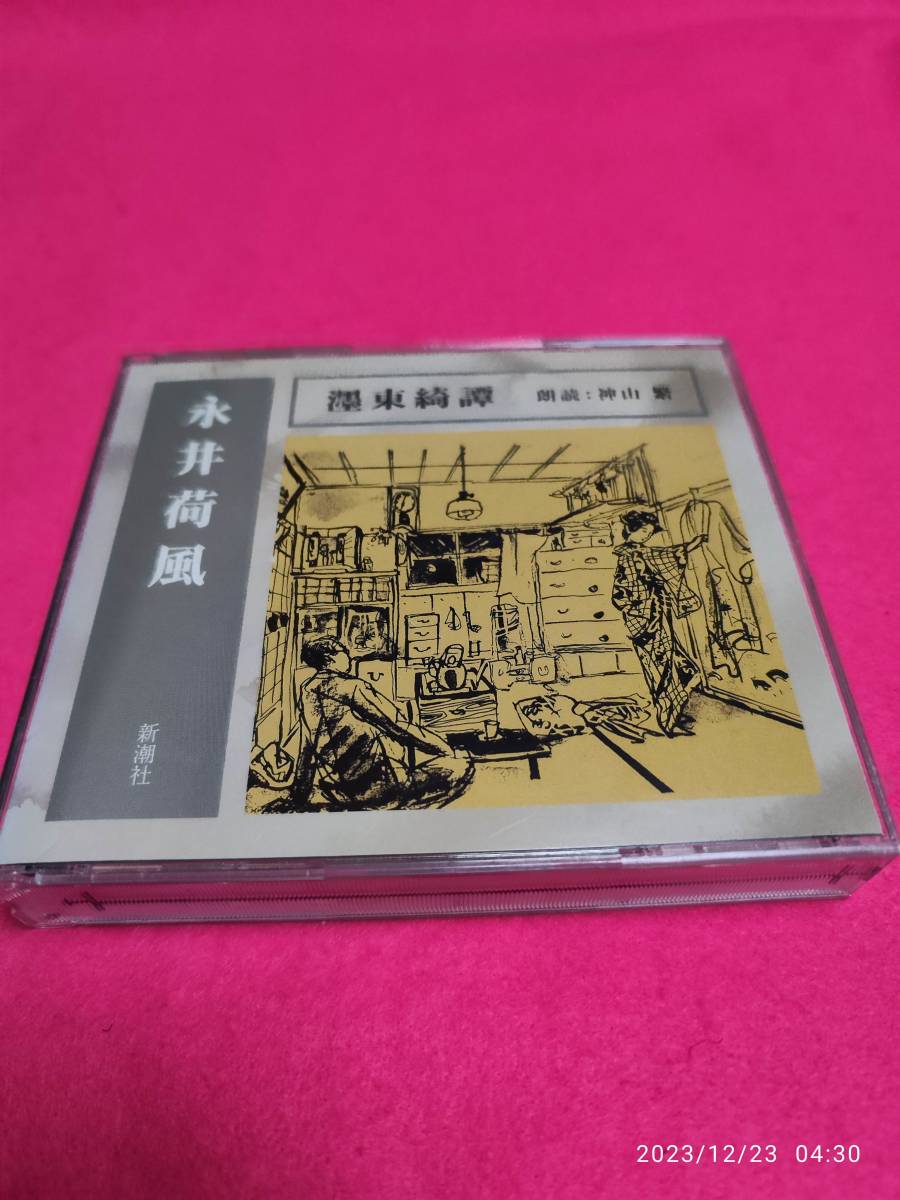 永井荷風
新潮社
濹東綺譚 朗読：神山 繁
2023/12/23 04:30